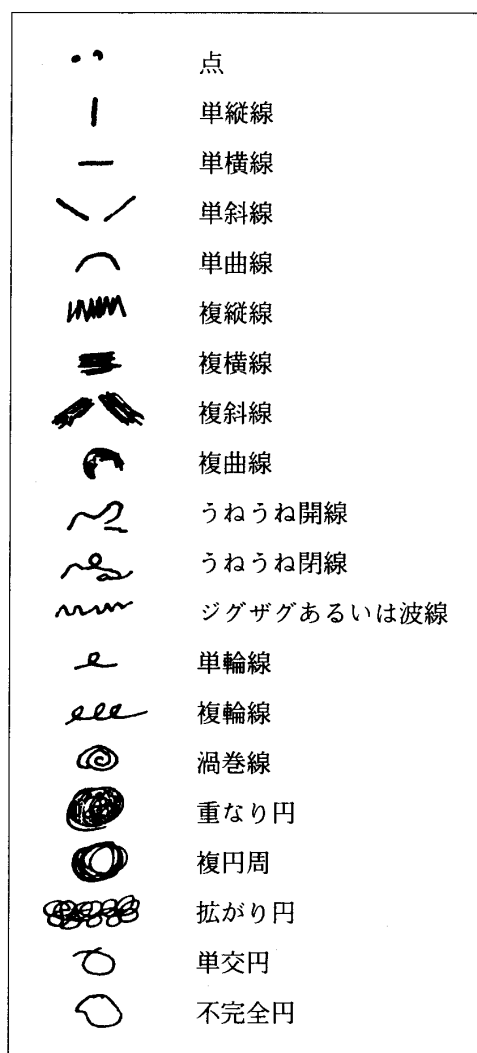 点
単縦線
単横線
単斜線
単曲線
複縦線
複横線
複斜線
複曲線
うねうね開線
うねうね閉線
ジグザグあるいは波線
単輪線
複輪線
渦巻線
重なり円
複円周
拡がり円
単交円
不完全円